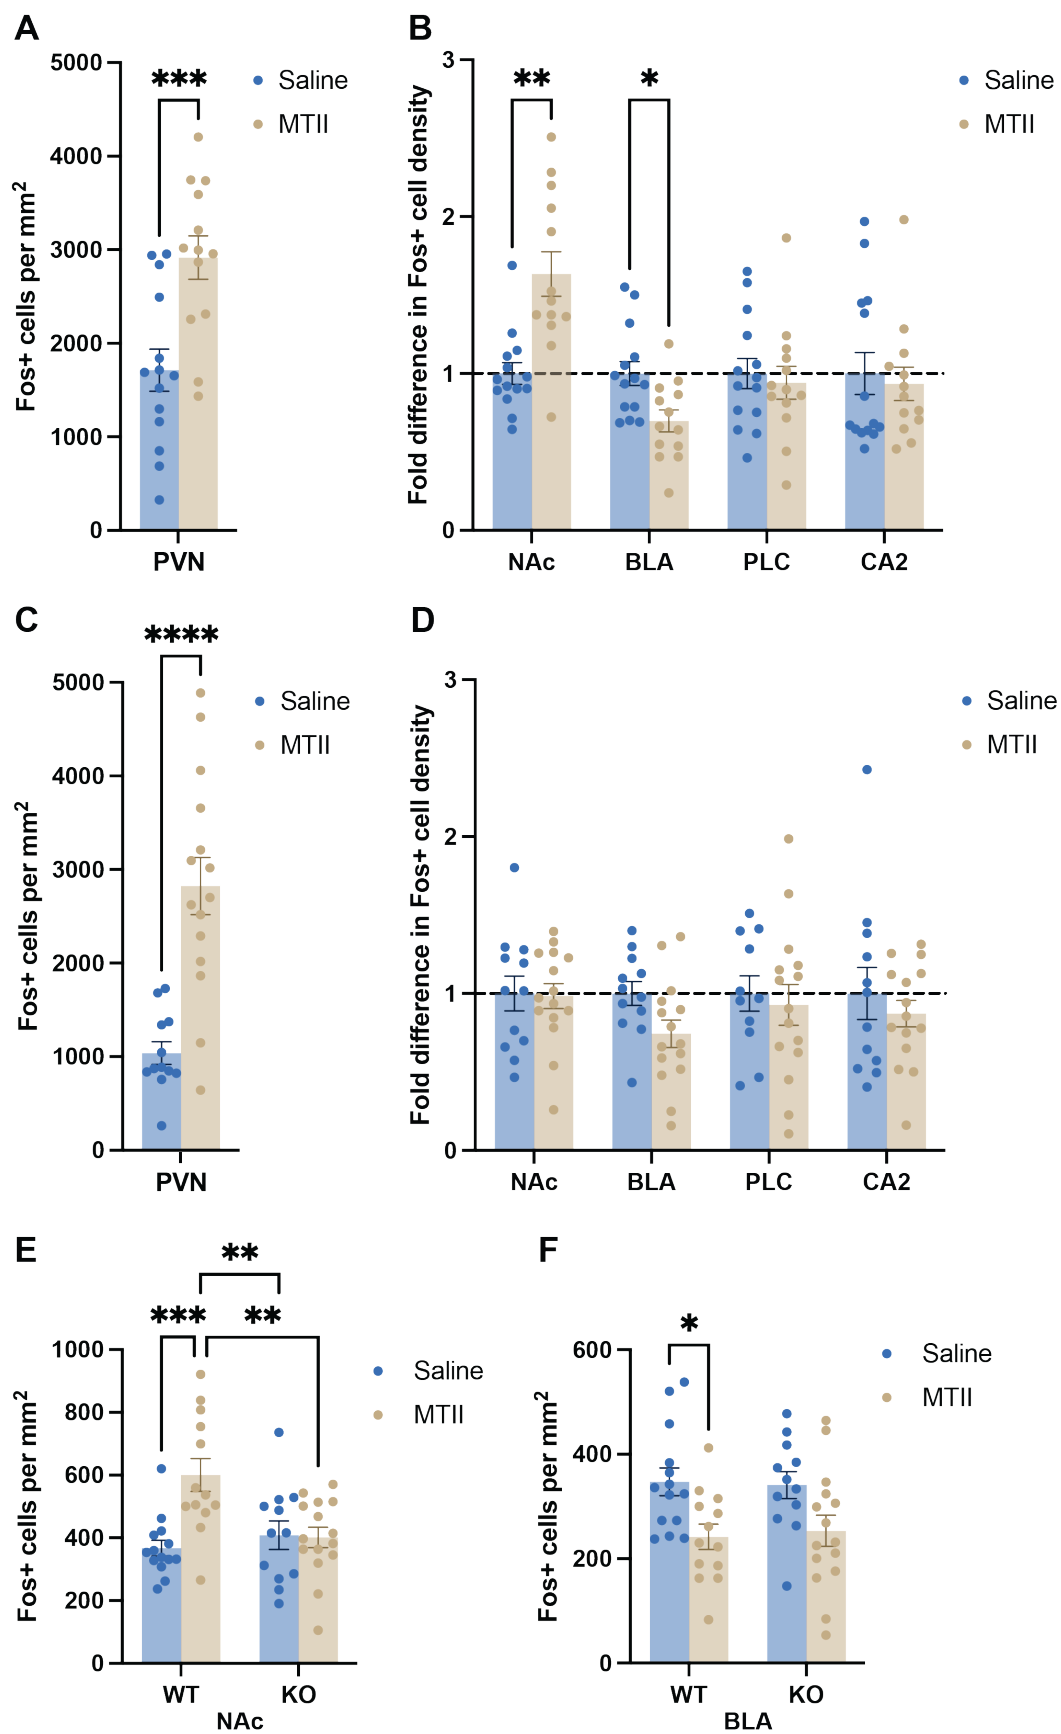 A
Fos+ cells per mm²
5000
4000
3000
2000
1000
0
***
Saline
MTII
PVN
B
Fold difference in Fos+ cell density
3
2
1
0
**
*
Saline
MTII
NAc BLA PLC CA2
C
Fos+ cells per mm²
5000
4000
3000
2000
1000
0
****
Saline
MTII
PVN
D
Fold difference in Fos+ cell density
3
2
1
0
Saline
MTII
NAc BLA PLC CA2
E
Fos+ cells per mm²
1000
800
600
400
200
0
**
*** **
Saline
MTII
WT KO
NAc
F
Fos+ cells per mm²
600
400
200
0
*
Saline
MTII
WT KO
BLA